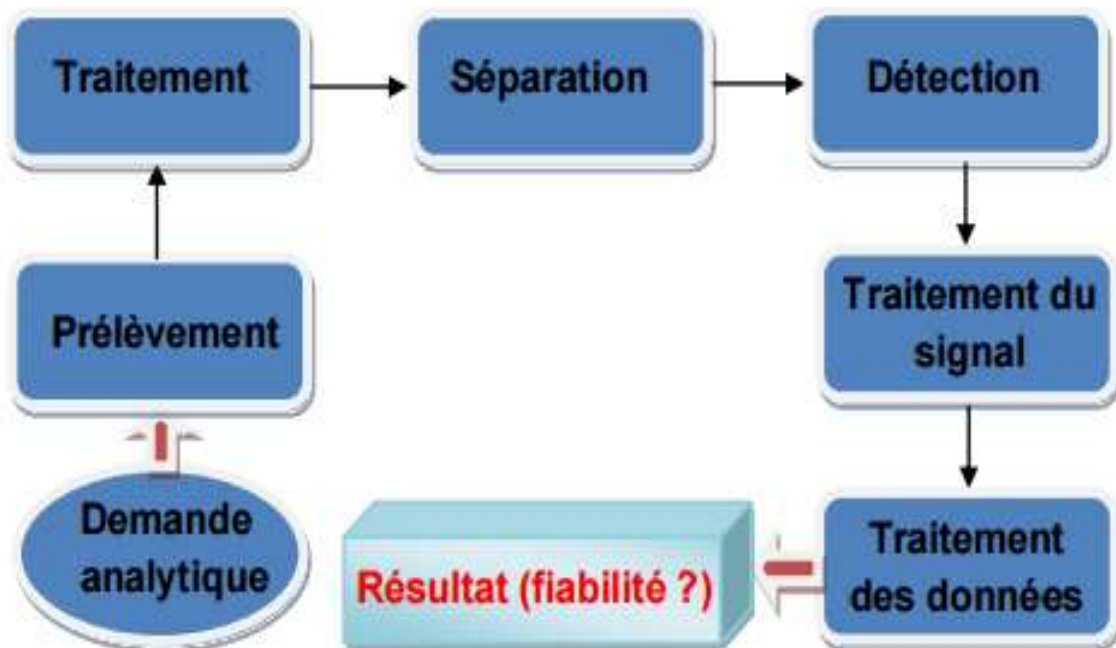 Traitement
Séparation
Détection
Prélèvement
Traitement du
signal
Demande
analytique
Résultat (fiabilité ?)
Traitement
des données